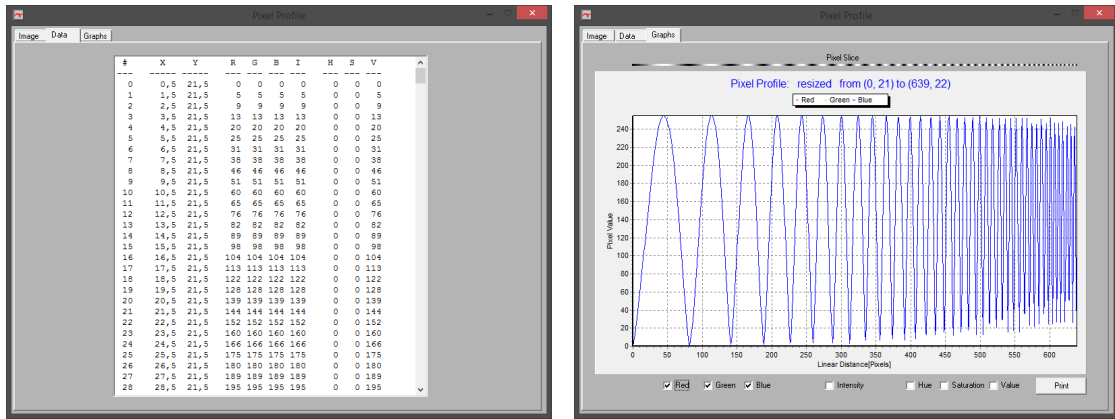 Pixel Profile
Image Data Graphs
# X Y R G B I H S V
--- --- --- --- --- --- --- --- --- ---
0 0,5 21,5 0 0 0 0 0 0 0
1 1,5 21,5 5 5 5 5 0 0 5
2 2,5 21,5 9 9 9 9 0 0 9
3 3,5 21,5 13 13 13 13 0 0 13
4 4,5 21,5 20 20 20 20 0 0 20
5 5,5 21,5 25 25 25 25 0 0 25
6 6,5 21,5 31 31 31 31 0 0 31
7 7,5 21,5 38 38 38 38 0 0 38
8 8,5 21,5 46 46 46 46 0 0 46
9 9,5 21,5 51 51 51 51 0 0 51
10 10,5 21,5 60 60 60 60 0 0 60
11 11,5 21,5 65 65 65 65 0 0 65
12 12,5 21,5 76 76 76 76 0 0 76
13 13,5 21,5 82 82 82 82 0 0 82
14 14,5 21,5 89 89 89 89 0 0 89
15 15,5 21,5 98 98 98 98 0 0 98
16 16,5 21,5 104 104 104 104 0 0 104
17 17,5 21,5 113 113 113 113 0 0 113
18 18,5 21,5 122 122 122 122 0 0 122
19 19,5 21,5 128 128 128 128 0 0 128
20 20,5 21,5 139 139 139 139 0 0 139
21 21,5 21,5 144 144 144 144 0 0 144
22 22,5 21,5 152 152 152 152 0 0 152
23 23,5 21,5 160 160 160 160 0 0 160
24 24,5 21,5 166 166 166 166 0 0 166
25 25,5 21,5 175 175 175 175 0 0 175
26 26,5 21,5 180 180 180 180 0 0 180
27 27,5 21,5 189 189 189 189 0 0 189
28 28,5 21,5 195 195 195 195 0 0 195
Pixel Profile
Image Data Graphs
Pixel Slice
Pixel Profile: resized from (0, 21) to (639, 22)
Red Green Blue
240
220
200
180
160
140
120
100
80
60
40
20
0
Pixel Value
0 50 100 150 200 250 300 350 400 450 500 550 600
Linear Distance[Pixels]
Red Green Blue Intensity Hue Saturation Value Print